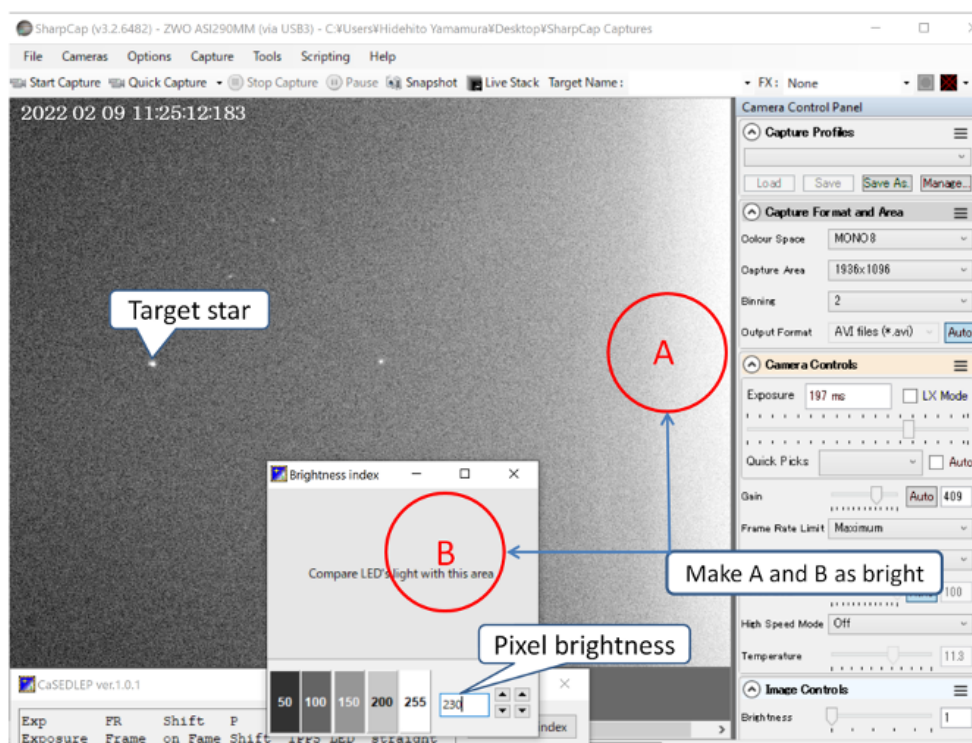 SharpCap (v3.2.6482) - ZWO ASI290MM (via USB3) - C:¥Users¥Hidehito Yamamura¥Desktop¥SharpCap Captures
File Cameras Options Capture Tools Scripting Help
Start Capture Quick Capture Stop Capture Pause Snapshot Live Stack Target Name : FX: None
2022 02 09 11:25:12:183
Camera Control Panel
Capture Profiles
Load Save Save As. Manage...
Capture Format and Area
Colour Space MONO8
Capture Area 1936x1096
Binning 2
Output Format AVI files (*.avi) Auto
Target star
A
Camera Controls
Exposure 197 ms LX Mode
Quick Picks Auto
Gain Auto 409
Frame Rate Limit Maximum
Brightness index
B
Compare LED's light with this area
Make A and B as bright
100
High Speed Mode Off
Pixel brightness
Temperature 11.3
50 100 150 200 255 230
Image Controls
Brightness 1
CaSEDLEP ver.1.0.1
Exp FR Shift P
ndex
Exposure Frame on Fame Shift 1PPS LED straight